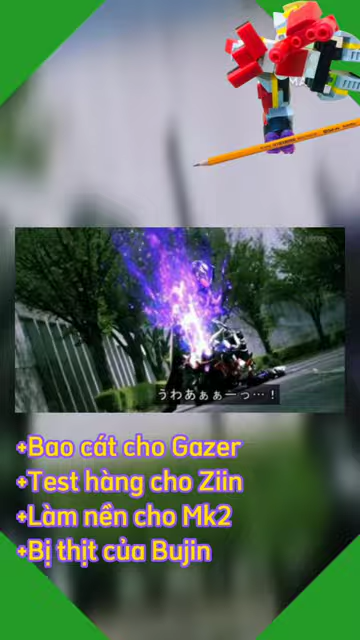 うわあぁぁーっ…！
+Bao cát cho Gazer
+Test hàng cho Ziin
+Làm nền cho Mk2
+Bị thịt của Bujin